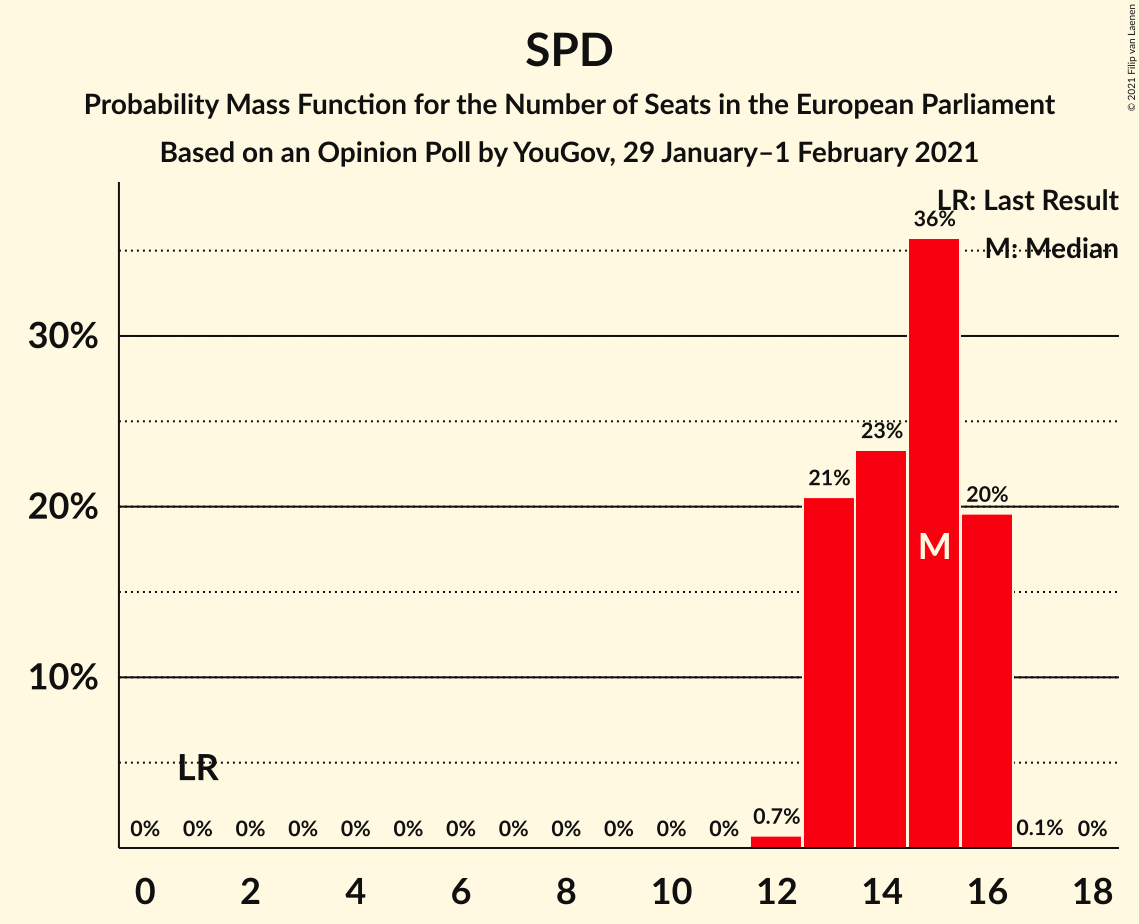 SPD
Probability Mass Function for the Number of Seats in the European Parliament
Based on an Opinion Poll by YouGov, 29 January–1 February 2021
© 2021 Filip van Laenen
LR: Last Result
M: Median
36%
30%
23%
21%
20%
20%
M
10%
LR
0% 0% 0% 0% 0% 0% 0% 0% 0% 0% 0% 0% 0.7% 0.1% 0%
0 2 4 6 8 10 12 14 16 18